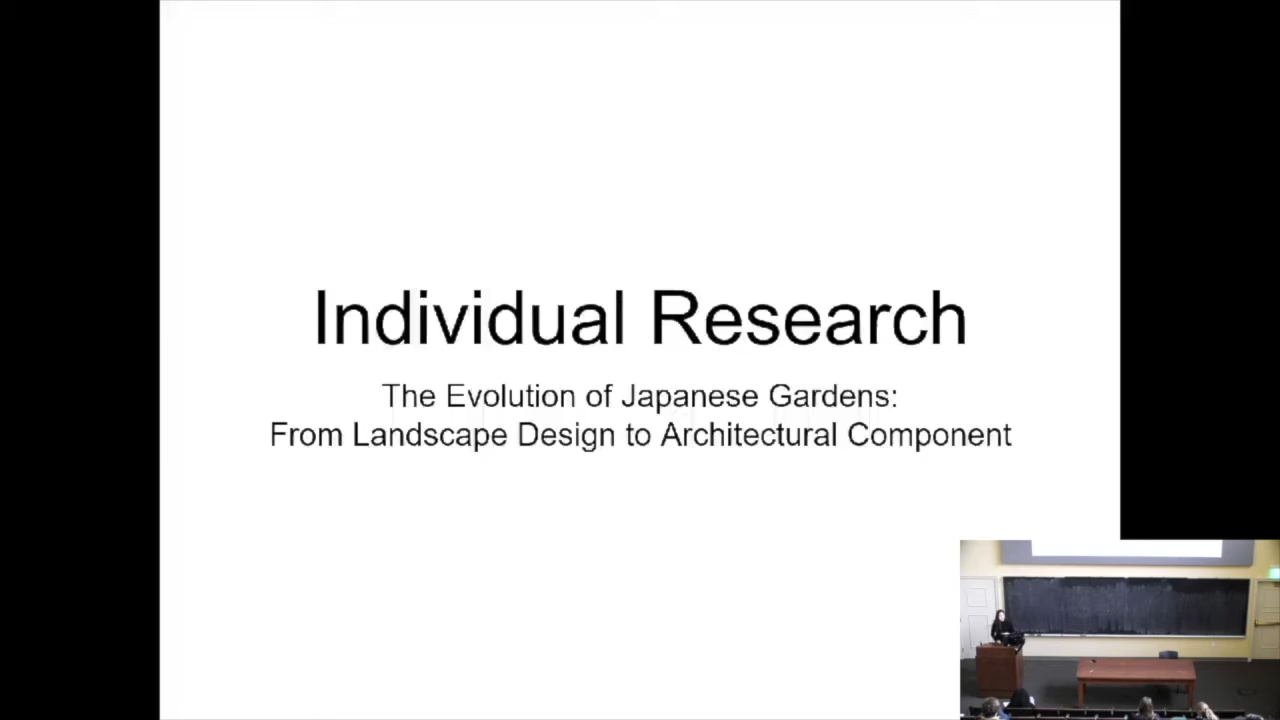 Individual Research
The Evolution of Japanese Gardens:
From Landscape Design to Architectural Component